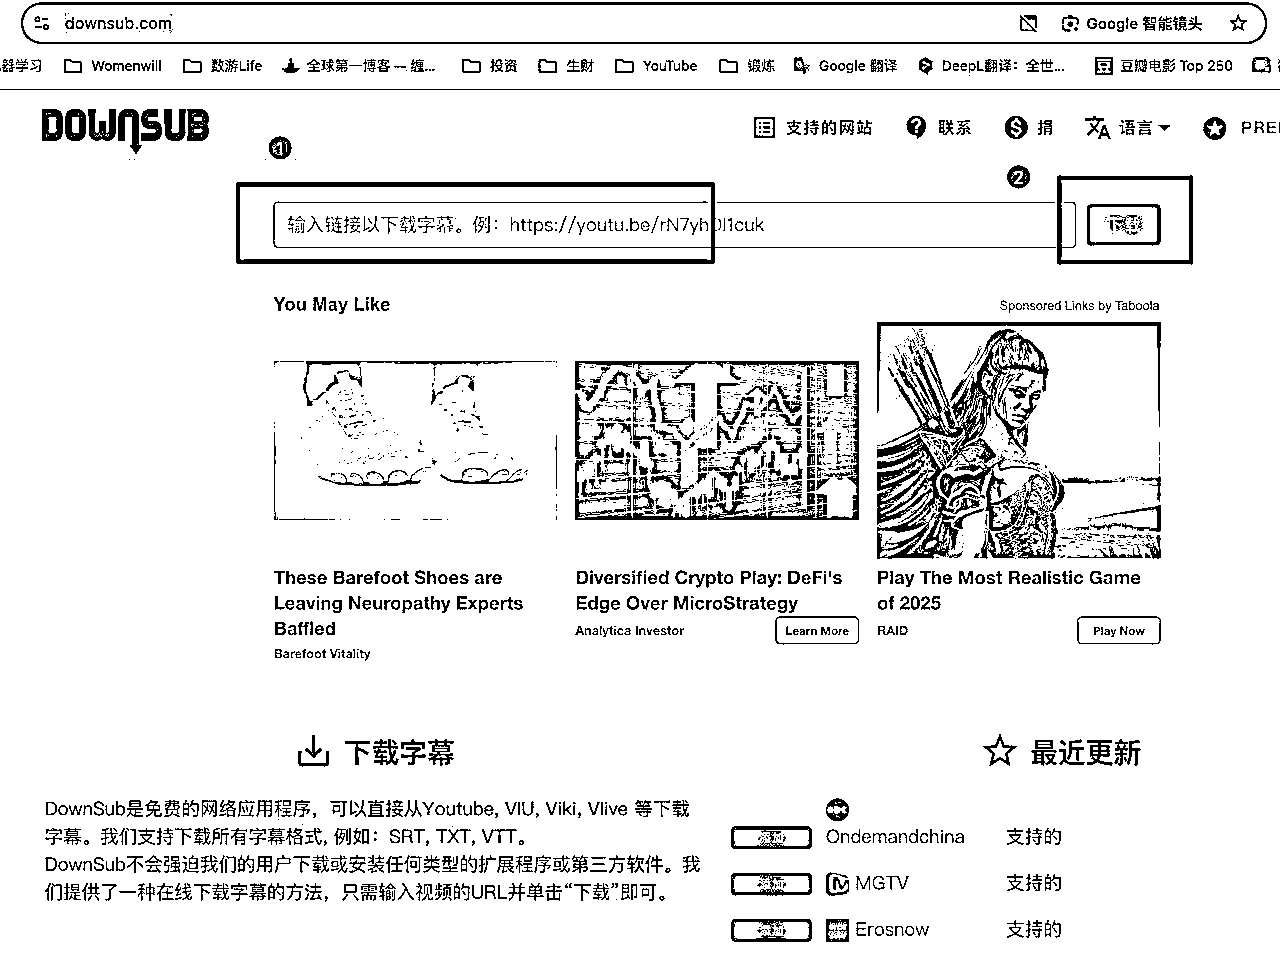 downsub.com
Google 智能镜头
器学习 Womenwill 数游Life 全球第一博客 — 缠... 投资 生财 YouTube 锻炼 Google 翻译 DeepL翻译：全世... 豆瓣电影 Top 250
DOWNSUB
支持的网站 联系 捐 语言 PREI
1
2
输入链接以下载字幕。例：https://youtu.be/rN7yh0l1cuk
下载
You May Like
Sponsored Links by Taboola
These Barefoot Shoes are
Leaving Neuropathy Experts
Baffled
Barefoot Vitality
Diversified Crypto Play: DeFi's
Edge Over MicroStrategy
Analytica Investor
Learn More
Play The Most Realistic Game
of 2025
RAID
Play Now
下载字幕
DownSub是免费的网络应用程序，可以直接从Youtube, VIU, Viki, Vlive 等下载
字幕。我们支持下载所有字幕格式, 例如：SRT, TXT, VTT。
DownSub不会强迫我们的用户下载或安装任何类型的扩展程序或第三方软件。我
们提供了一种在线下载字幕的方法，只需输入视频的URL并单击“下载”即可。
最近更新
Ondemandchina 支持的
MGTV 支持的
Erosnow 支持的